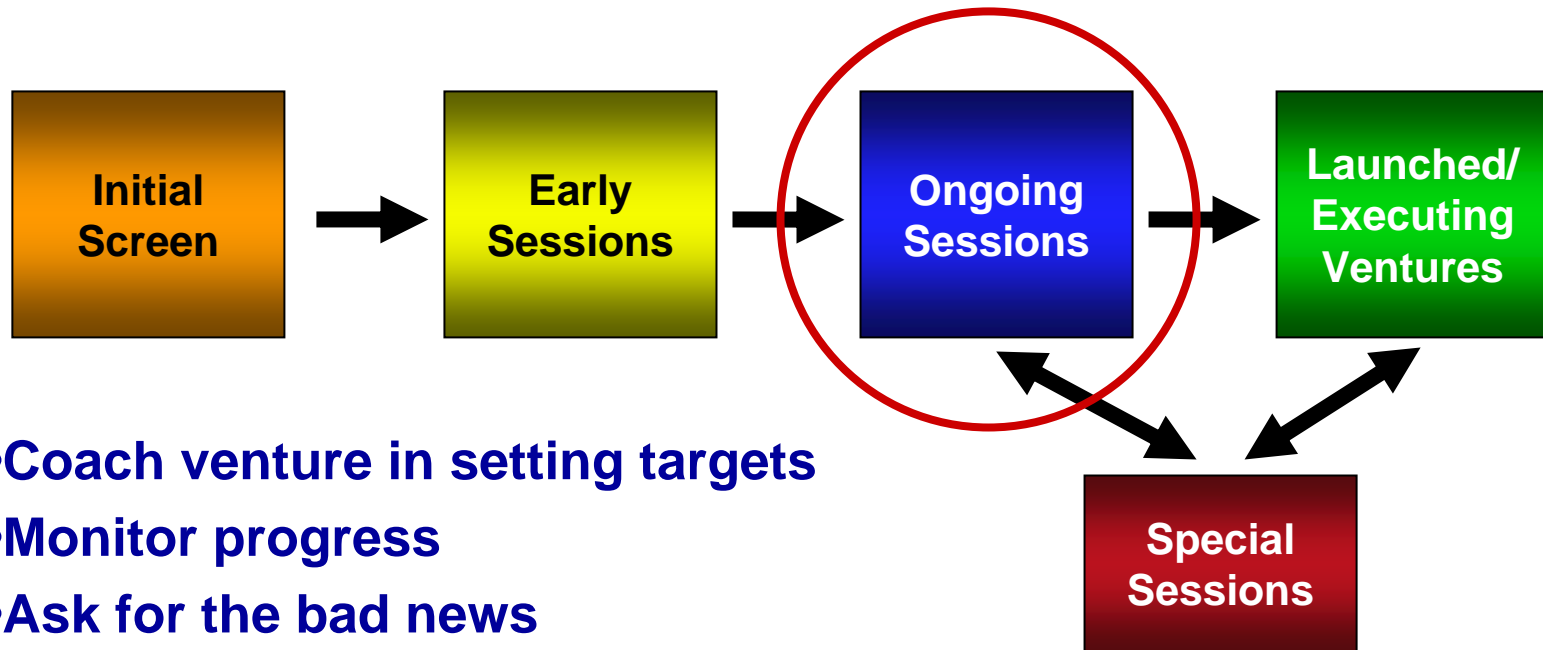 Initial
Screen
Early
Sessions
Ongoing
Sessions
Launched/
Executing
Ventures
•Coach venture in setting targets
•Monitor progress
•Ask for the bad news
Special
Sessions